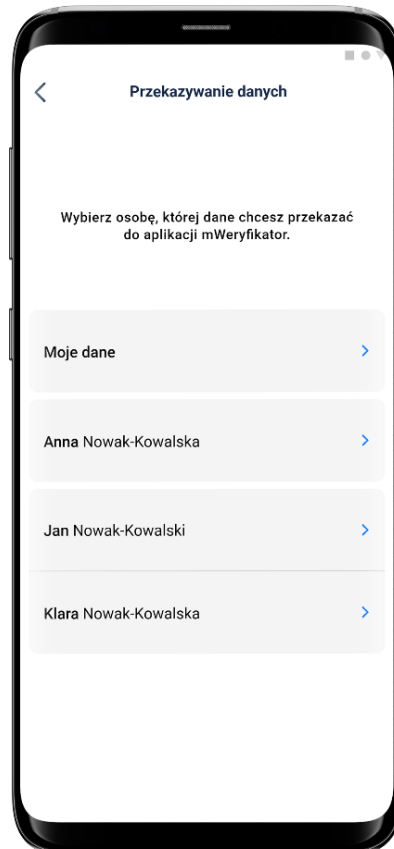 Przekazywanie danych
Wybierz osobę, której dane chcesz przekazać
do aplikacji mWeryfikator.
Moje dane
Anna Nowak-Kowalska
Jan Nowak-Kowalski
Klara Nowak-Kowalska